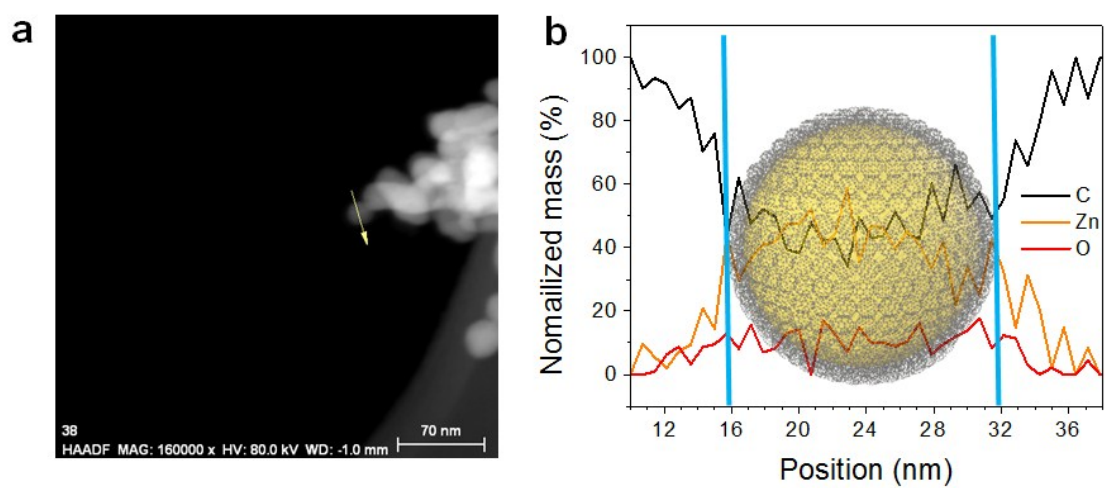 a
38
HAADF MAG: 160000 x HV: 80.0 kV WD: -1.0 mm
70 nm
b
Nomailized mass (%)
100
80
60
40
20
0
C
Zn
O
12 16 20 24 28 32 36
Position (nm)